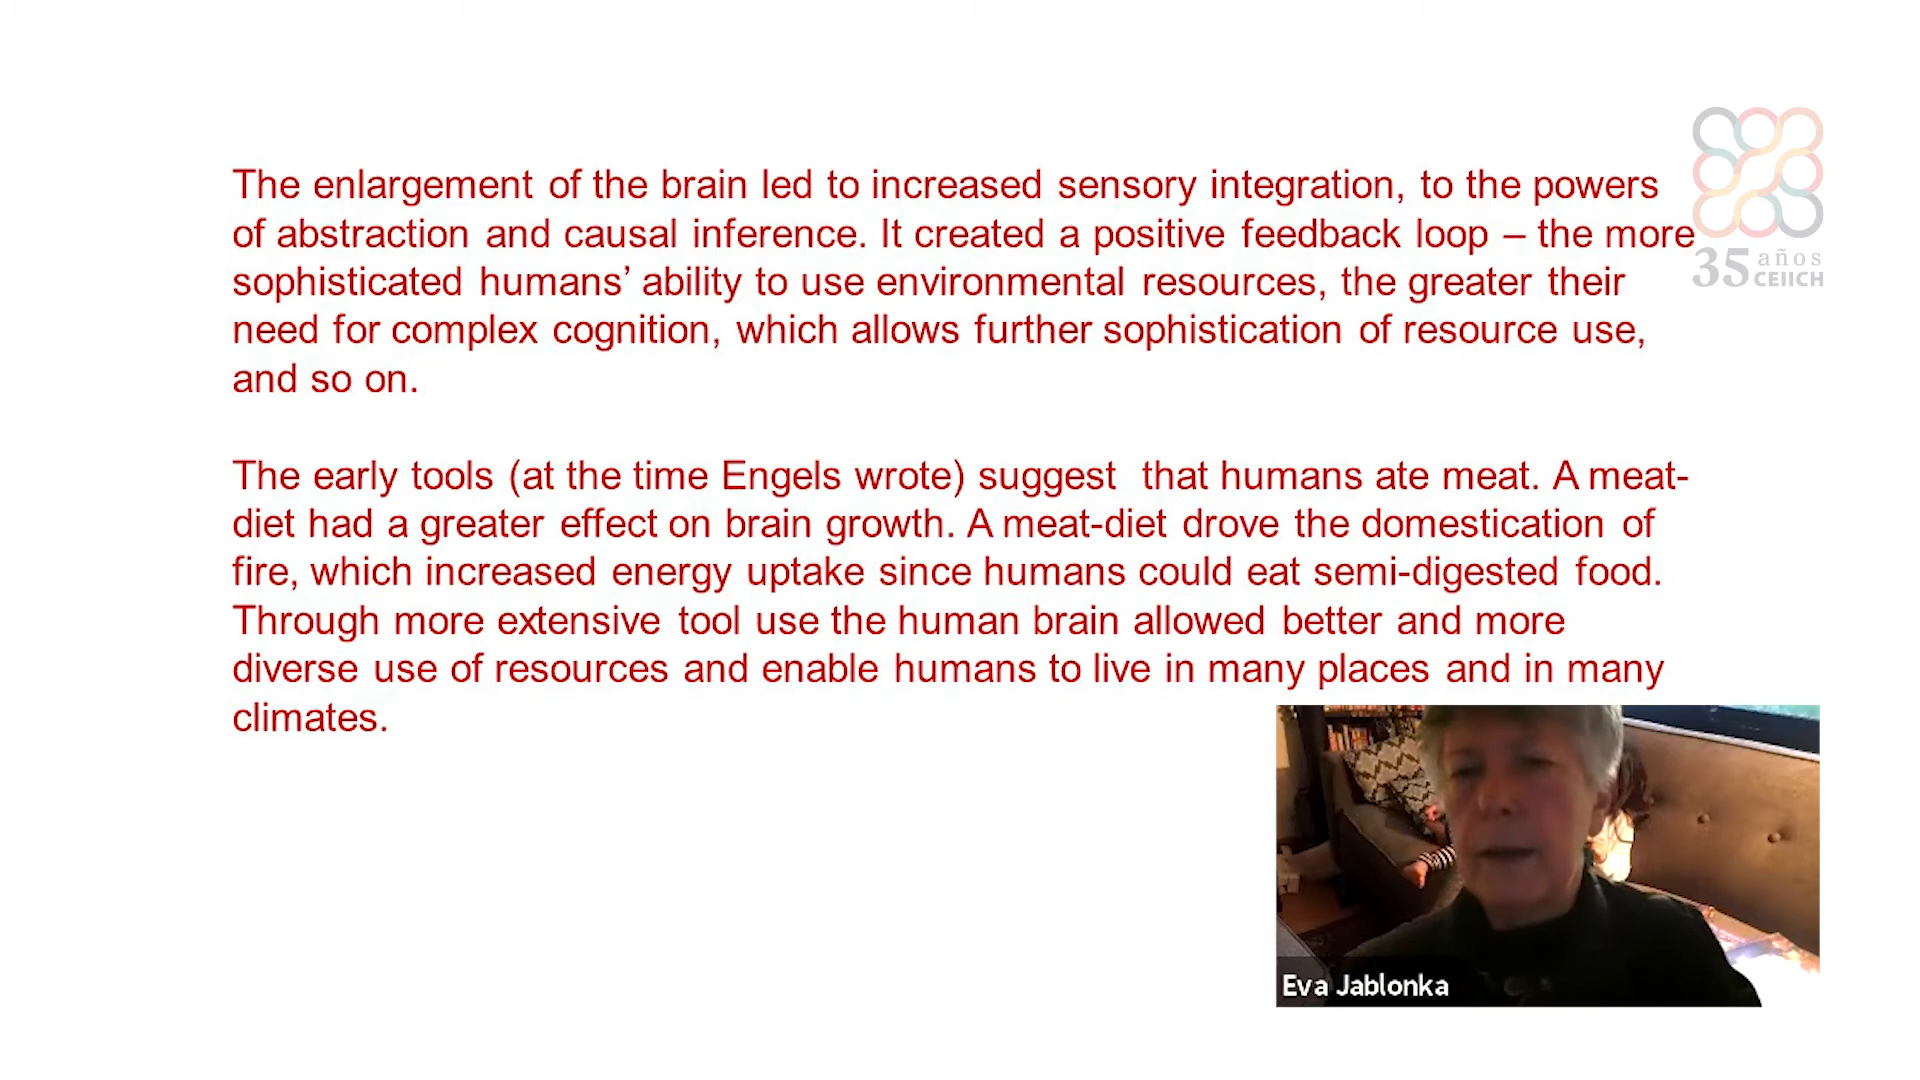 The enlargement of the brain led to increased sensory integration, to the powers
of abstraction and causal inference. It created a positive feedback loop – the more
sophisticated humans’ ability to use environmental resources, the greater their
need for complex cognition, which allows further sophistication of resource use,
and so on.
The early tools (at the time Engels wrote) suggest  that humans ate meat. A meat-
diet had a greater effect on brain growth. A meat-diet drove the domestication of
fire, which increased energy uptake since humans could eat semi-digested food.
Through more extensive tool use the human brain allowed better and more
diverse use of resources and enable humans to live in many places and in many
climates.
35 años
CEIICH
Eva Jablonka